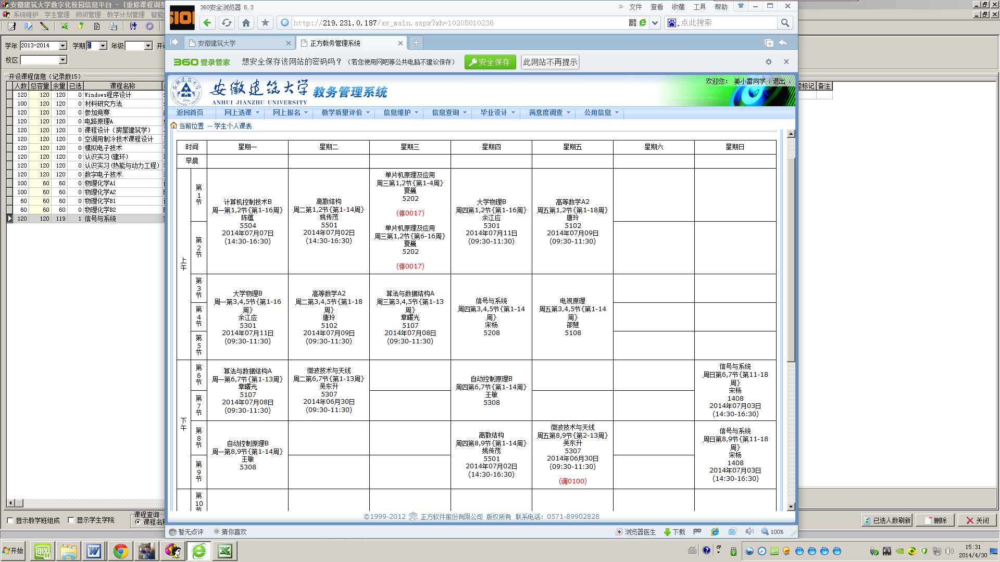 安徽建筑大学数字化校园信息平台 - [重修课程调整
系统维护 学生管理 师资管理 教学计划管理 智能
学年 2013-2014 学期 2 年级 开设
校区
开设课程信息（记录数15）
人数 总容量 余量 已选 课程名称
120 120 120 0 Windows程序设计
100 120 120 0 材料研究方法
120 120 120 0 参加竞赛
120 120 120 0 电路原理A
120 120 120 0 课程设计（房屋建筑学）
120 120 120 0 空调用制冷技术课程设计
120 120 120 0 模拟电子技术
120 120 120 0 认识实习(建环)
120 120 120 0 认识实习(热能与动力工程)
120 120 120 0 数字电子技术
100 60 60 0 物理化学A1
100 60 60 0 物理化学A2
60 60 60 0 物理化学B1
60 60 60 0 物理化学B2
120 120 119 1 信号与系统
显示教学班组成 显示学生学院
课程查询
课程名称
360安全浏览器 6.3
» 文件 查看 收藏 工具 帮助
http://219.231.0.187/xs_main.aspx?xh=10205010236
点此搜索
安徽建筑大学 正方教务管理系统
360登录管家 想安全保存该网站的密码吗？（若您使用网吧等公共电脑不建议保存） 安全保存 此网站不再提示
安徽建筑大学 教务管理系统
ANHUI JIANZHU UNIVERSITY
欢迎您： 姜小雷同学 退出
返回首页 网上选课 网上报名 教学质量评价 信息维护 信息查询 毕业设计 满意度调查 公用信息
当前位置 -- 学生个人课表
时间 星期一 星期二 星期三 星期四 星期五 星期六 星期日
早晨
上午
第1节
第2节
计算机控制技术B
周一第1,2节{第1-16周}
陈蕴
5504
2014年07月07日
(14:30-16:30)
离散结构
周二第1,2节{第1-14周}
姚传茂
5501
2014年07月02日
(14:30-16:30)
单片机原理及应用
周三第1,2节{第1-4周}
夏巍
5202
(停0017)
单片机原理及应用
周三第1,2节{第6-16周}
夏巍
5202
(停0017)
大学物理B
周四第1,2节{第1-16周}
余江应
5301
2014年07月11日
(09:30-11:30)
高等数学A2
周五第1,2节{第1-18周}
唐玲
5102
2014年07月09日
(09:30-11:30)
第3节
第4节
第5节
大学物理B
周一第3,4,5节{第1-16
周}
余江应
5301
2014年07月11日
(09:30-11:30)
高等数学A2
周二第3,4,5节{第1-18
周}
唐玲
5102
2014年07月09日
(09:30-11:30)
算法与数据结构A
周三第3,4,5节{第1-13
周}
章曙光
5107
2014年07月08日
(09:30-11:30)
信号与系统
周四第3,4,5节{第1-14
周}
宋杨
5208
电视原理
周五第3,4,5节{第1-14
周}
邵慧
5108
下午
第6节
第7节
算法与数据结构A
周一第6,7节{第1-13周}
章曙光
5107
2014年07月08日
(09:30-11:30)
微波技术与天线
周二第6,7节{第1-13周}
吴东升
5307
2014年06月30日
(09:30-11:30)
自动控制原理B
周四第6,7节{第1-14周}
王敏
5308
信号与系统
周日第6,7节{第11-18
周}
宋杨
1408
2014年07月03日
(14:30-16:30)
第8节
第9节
自动控制原理B
周一第8,9节{第1-14周}
王敏
5308
离散结构
周四第8,9节{第1-14周}
姚传茂
5501
2014年07月02日
(14:30-16:30)
微波技术与天线
周五第8,9节{第2-13周}
吴东升
5307
2014年06月30日
(09:30-11:30)
(调0100)
信号与系统
周日第8,9节{第11-18
周}
宋杨
1408
2014年07月03日
(14:30-16:30)
第10节
©1999-2012 正方软件股份有限公司 版权所有 联系电话：0571-89902828
暂无点评 猜你喜欢 浏览器医生 下载 100%
修标记 备注
已选人数刷新 删除 关闭
开始
15:31
2014/4/30